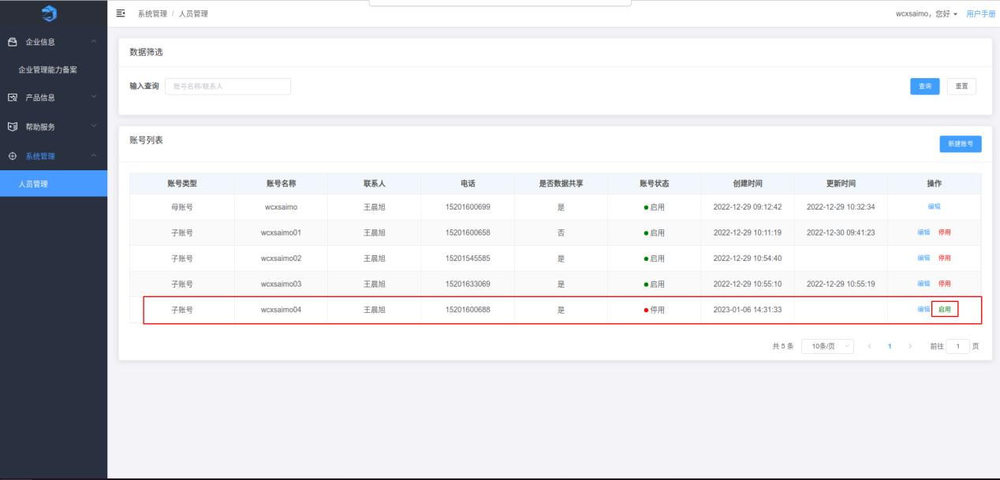 系统管理 / 人员管理
wcxsaimo，您好 用户手册
企业信息
企业管理能力备案
产品信息
帮助服务
系统管理
人员管理
数据筛选
输入查询 账号名称/联系人 查询 重置
账号列表
新建账号
账号类型 账号名称 联系人 电话 是否数据共享 账号状态 创建时间 更新时间 操作
母账号 wcxsaimo 王晨旭 15201600699 是 启用 2022-12-29 09:12:42 2022-12-29 10:32:34 编辑
子账号 wcxsaimo01 王晨旭 15201600658 否 启用 2022-12-29 10:11:19 2022-12-30 09:41:23 编辑 停用
子账号 wcxsaimo02 王晨旭 15201545585 是 启用 2022-12-29 10:54:40 编辑 停用
子账号 wcxsaimo03 王晨旭 15201633069 是 启用 2022-12-29 10:55:10 2022-12-29 10:55:19 编辑 停用
子账号 wcxsaimo04 王晨旭 15201600688 是 停用 2023-01-06 14:31:33 编辑 启用
共 5 条 10条/页 1 前往 1 页